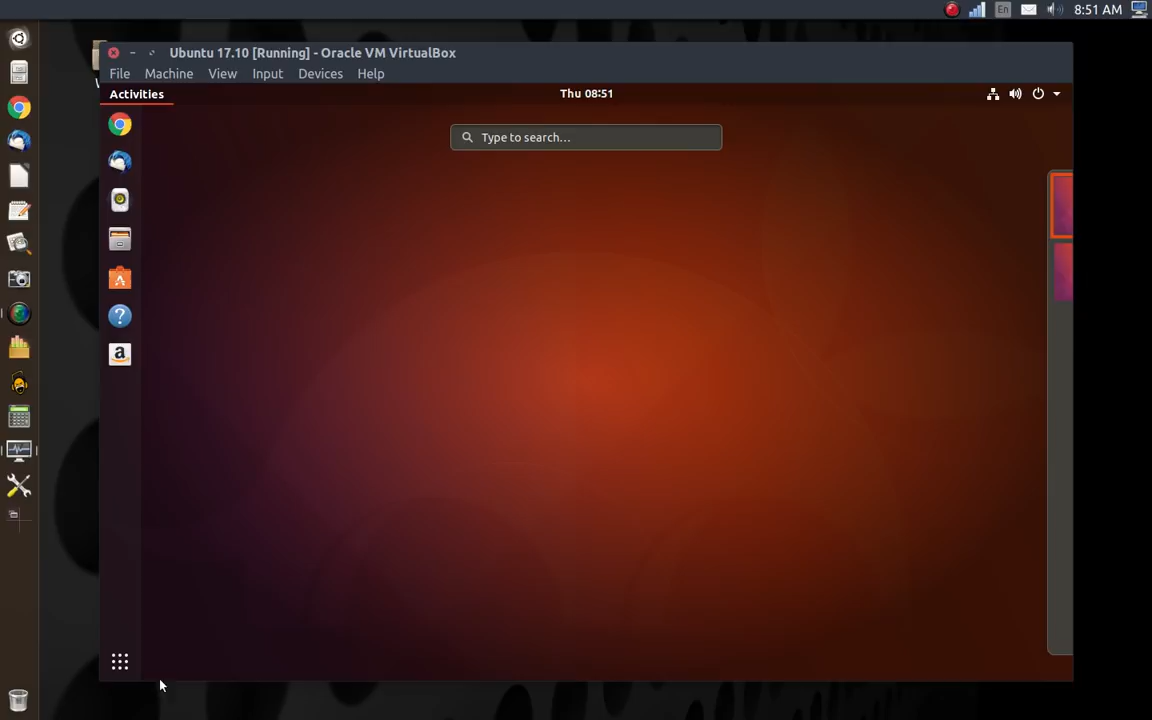 En 8:51 AM
Ubuntu 17.10 [Running] - Oracle VM VirtualBox
File Machine View Input Devices Help
Activities Thu 08:51
Type to search...
?
a